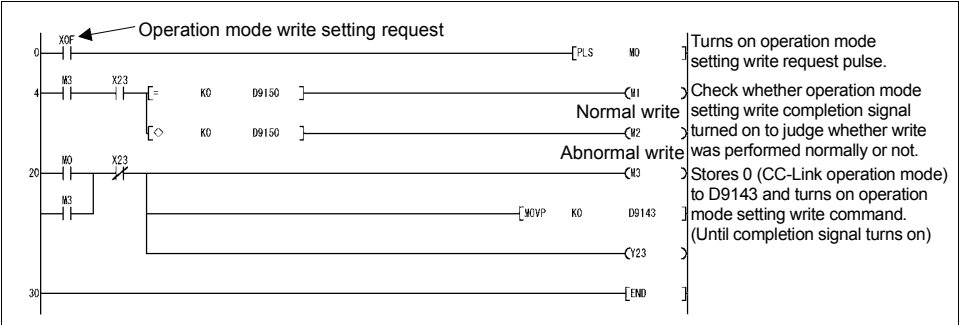 Operation mode write setting request
X0F
0
PLS M0
Turns on operation mode
setting write request pulse.
M3 X23
4
= K0 D9150
M1
Normal write
<> K0 D9150
M2
Abnormal write
Check whether operation mode
setting write completion signal
turned on to judge whether write
was performed normally or not.
M0 X23
20
M3
Stores 0 (CC-Link operation mode)
to D9143 and turns on operation
mode setting write command.
(Until completion signal turns on)
M3
MOVP K0 D9143
Y23
30
END